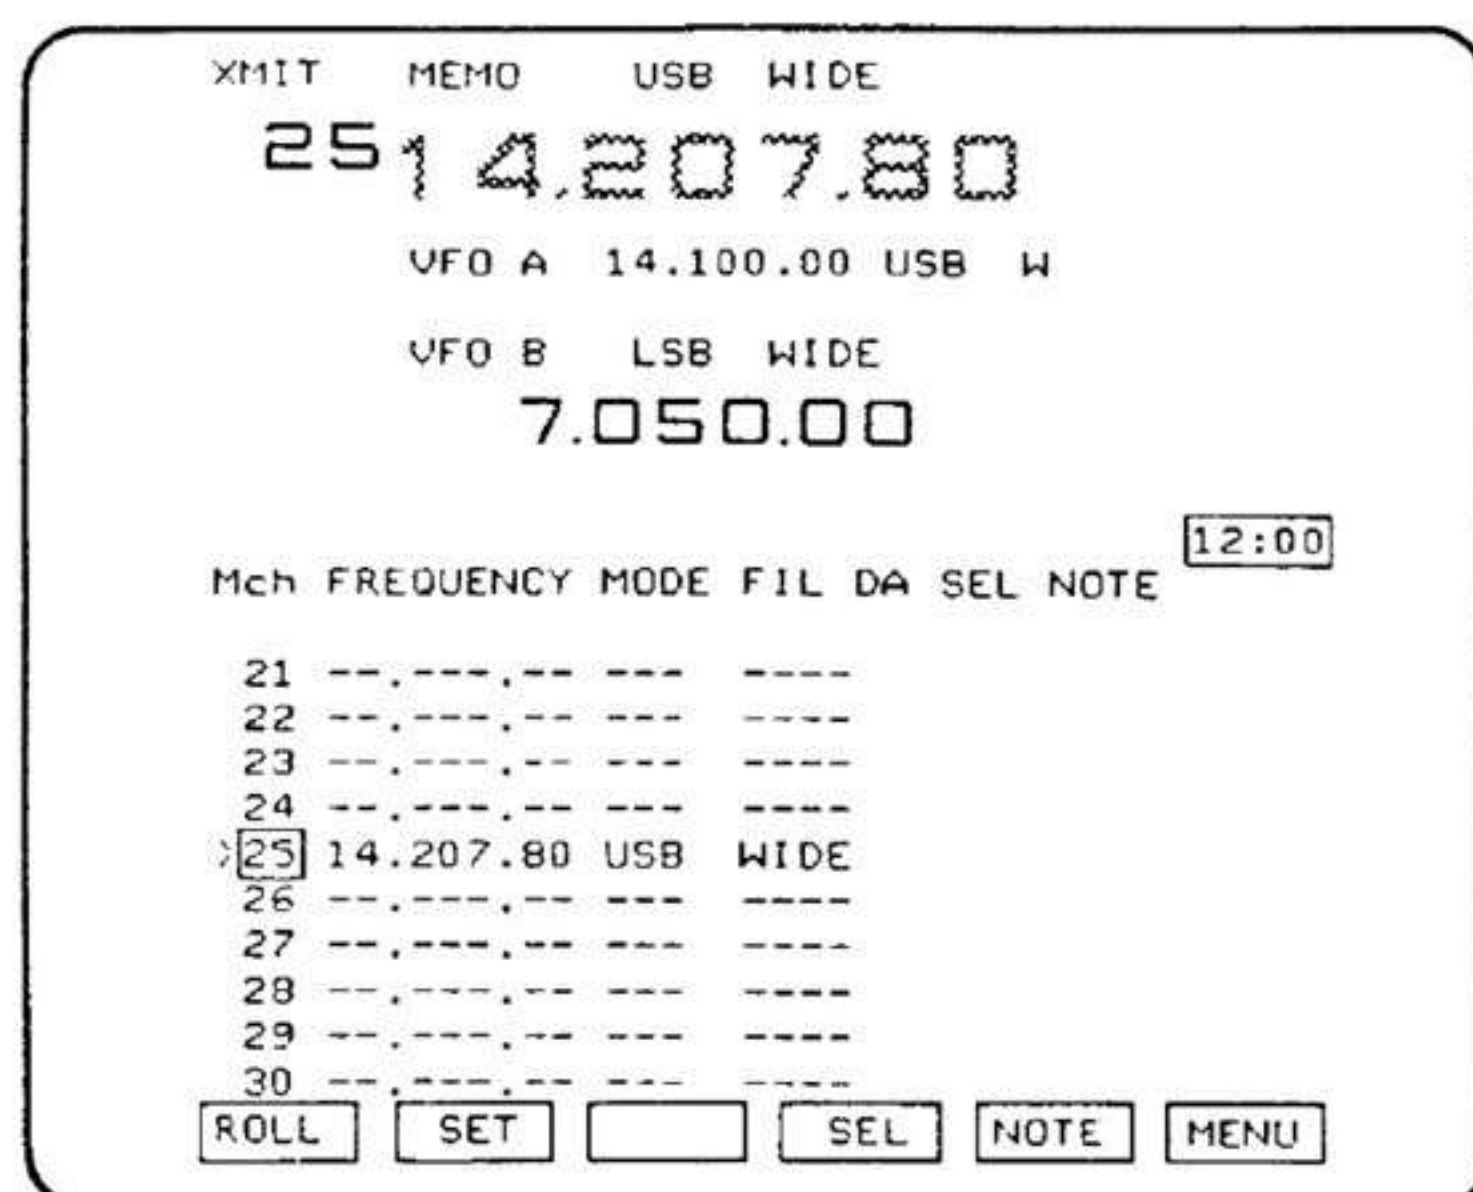 XMIT MEMO USB WIDE
25 14.207.80
VFO A 14.100.00 USB W
VFO B LSB WIDE
7.050.00
12:00
Mch FREQUENCY MODE FIL DA SEL NOTE
21 --.---.-- --- ----
22 --.---.-- --- ----
23 --.---.-- --- ----
24 --.---.-- --- ----
>25 14.207.80 USB WIDE
26 --.---.-- --- ----
27 --.---.-- --- ----
28 --.---.-- --- ----
29 --.---.-- --- ----
30 --.---.-- --- ----
ROLL SET SEL NOTE MENU